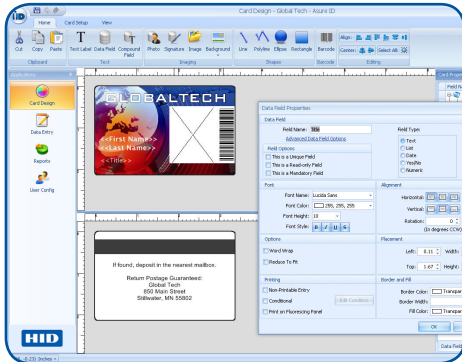 HID
Card Design - Global Tech - Asure ID
Home Card Setup View
Cut Copy Paste Text Label Data Field Compound Field Photo Signature Image Background Line Polyline Ellipse Rectangle Barcode
Align:
Center: Select All:
Clipboard Text Imaging Shapes Barcode Editing
Applications
Card Design
Data Entry
Reports
User Config
HID
GLOBALTECH
<<First Name>>
<<Last Name>>
<<Title>>
If found, deposit in the nearest mailbox.
Return Postage Guaranteed:
Global Tech
850 Main Street
Stillwater, MN 55802
Card Prope
Field N
Data Field Properties
Data Field
Field Name: Title
Advanced Data Field Options
Field Options
This is a Unique Field
This is a Read-only Field
This is a Mandatory Field
Field Type:
Text
List
Date
Yes/No
Numeric
Font
Font Name: Lucida Sans
Font Color: 255, 255, 255
Font Height: 10
Font Style: B I U S
Alignment
Horizontal:
Vertical:
Rotation: 0
(In degrees CCW)
Options
Word Wrap
Reduce To Fit
Placement
Left: 0.11 Width:
Top: 1.67 Height:
Printing
Non-Printable Entry
Conditional Edit Condition
Print on Fluorescing Panel
Border and Fill
Border Color: Transpar
Border Width:
Fill Color: Transpar
OK
Data Field
-0.23) Inches